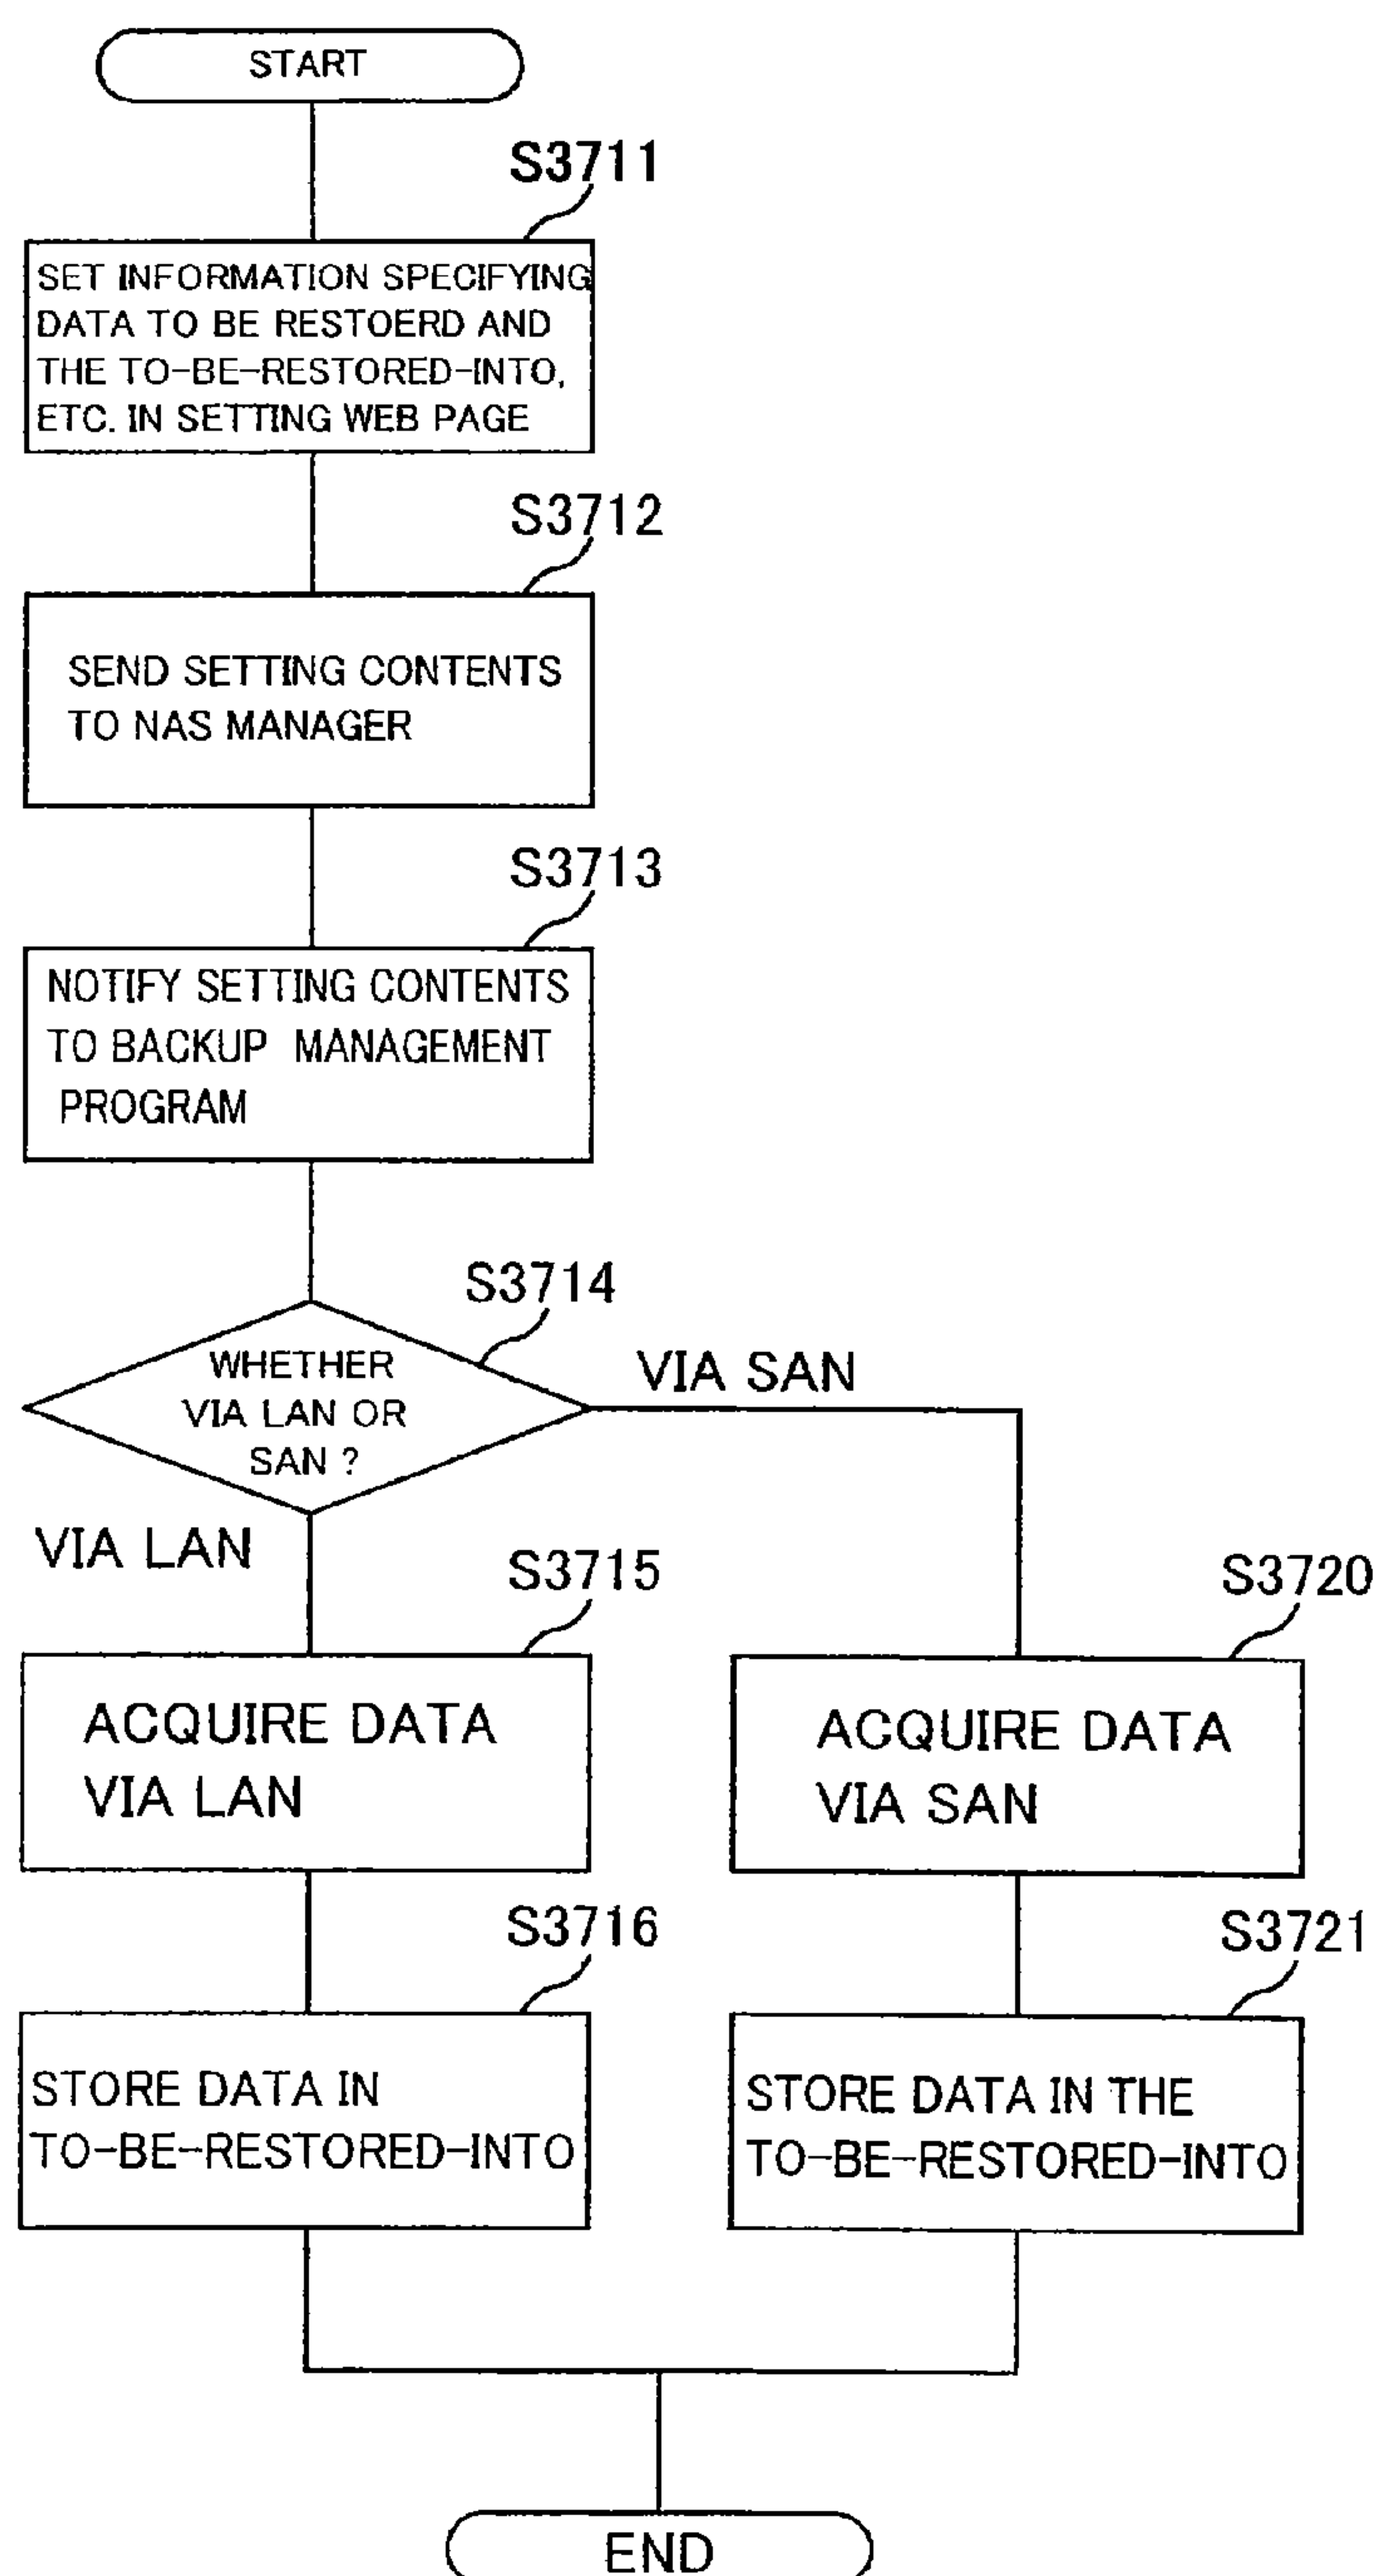 START
S3711
SET INFORMATION SPECIFYING
DATA TO BE RESTOERD AND
THE TO-BE-RESTORED-INTO,
ETC. IN SETTING WEB PAGE
S3712
SEND SETTING CONTENTS
TO NAS MANAGER
S3713
NOTIFY SETTING CONTENTS
TO BACKUP MANAGEMENT
PROGRAM
S3714
WHETHER
VIA LAN OR
SAN ?
VIA SAN
VIA LAN
S3715
ACQUIRE DATA
VIA LAN
S3720
ACQUIRE DATA
VIA SAN
S3716
STORE DATA IN
TO-BE-RESTORED-INTO
S3721
STORE DATA IN THE
TO-BE-RESTORED-INTO
END